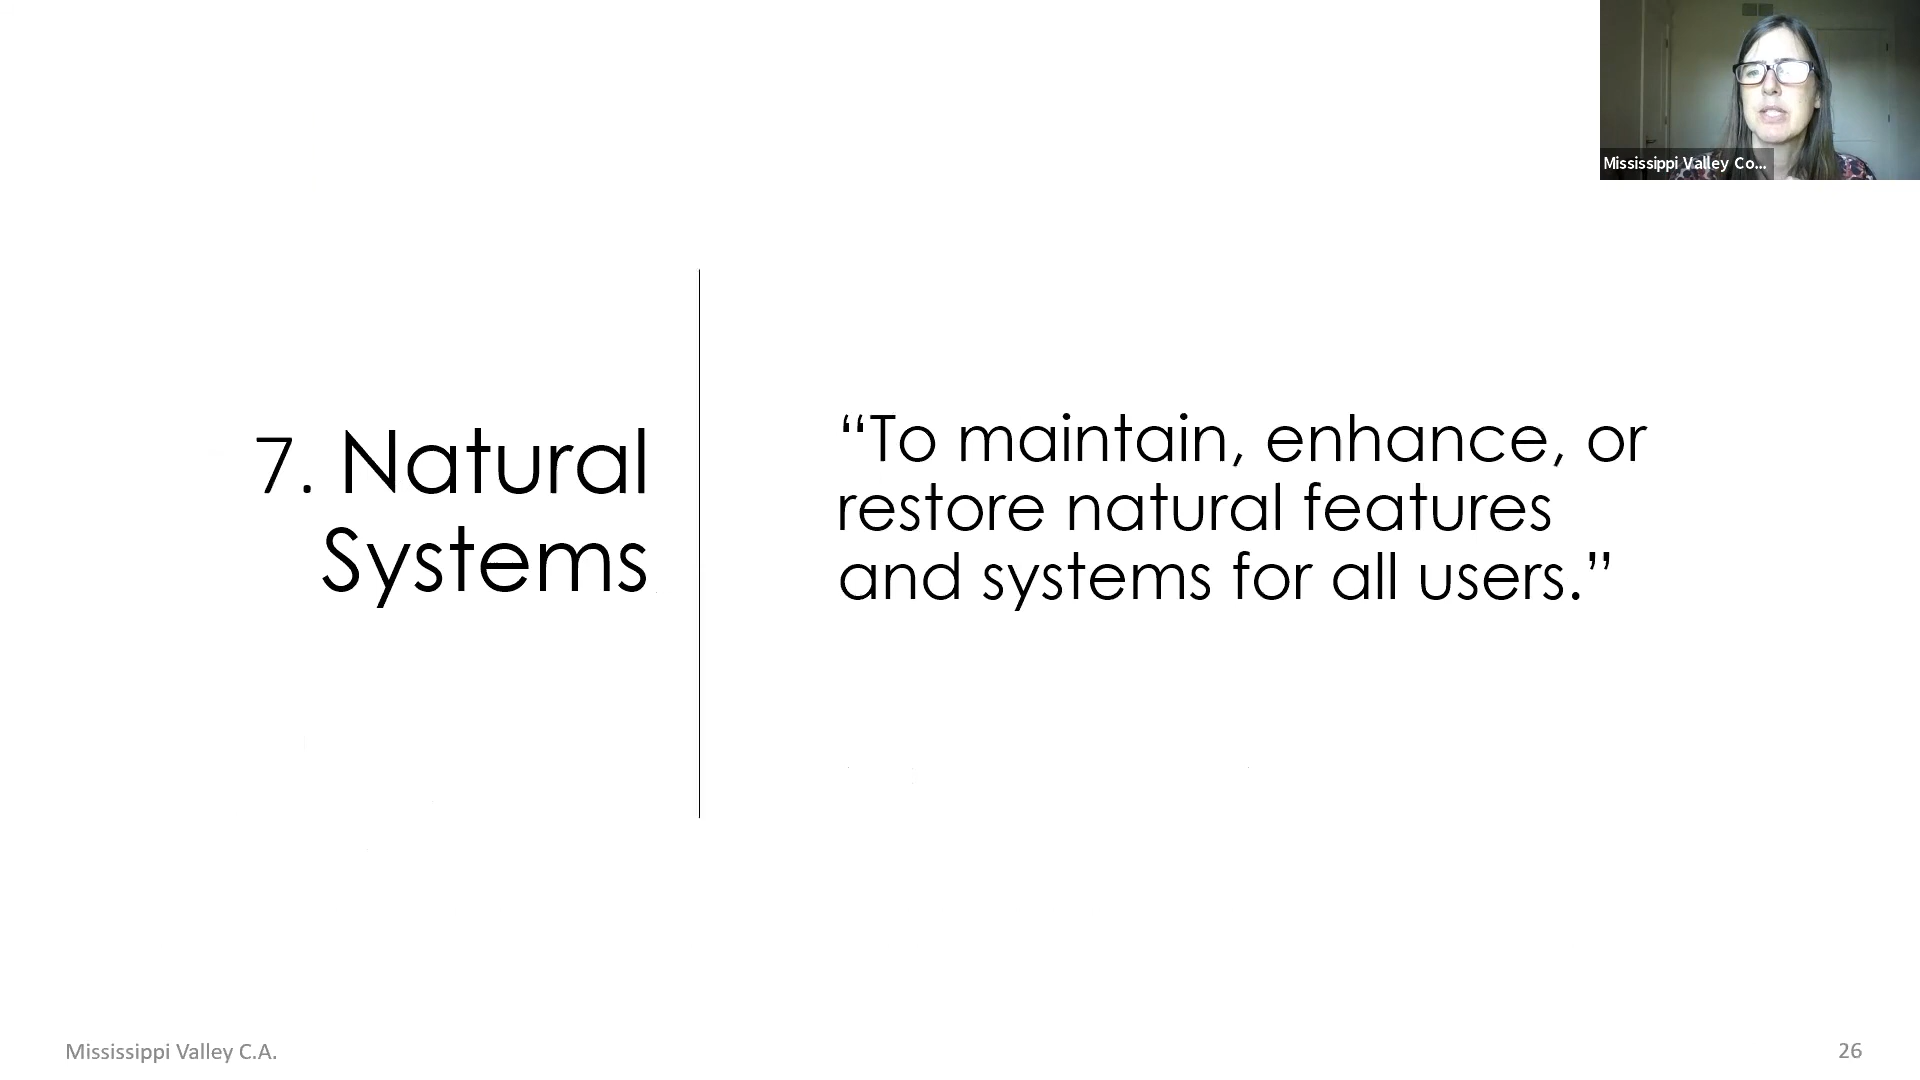 Mississippi Valley Co...
7. Natural
Systems
“To maintain, enhance, or
restore natural features
and systems for all users.”
Mississippi Valley C.A.
26